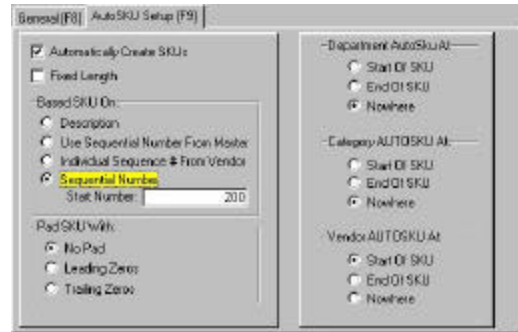 General (F8) AutoSKU Setup (F9)
Automatically Create SKUs
Fixed Length
Based SKU On:
Description
Use Sequential Number From Master
Individual Sequence # From Vendor
Sequential Number
Start Number: 200
Pad SKU With:
No Pad
Leading Zeros
Trailing Zeros
Department AutoSku At
Start Of SKU
End Of SKU
Nowhere
Category AUTOSKU At:
Start Of SKU
End Of SKU
Nowhere
Vendor AUTOSKU At
Start Of SKU
End Of SKU
Nowhere